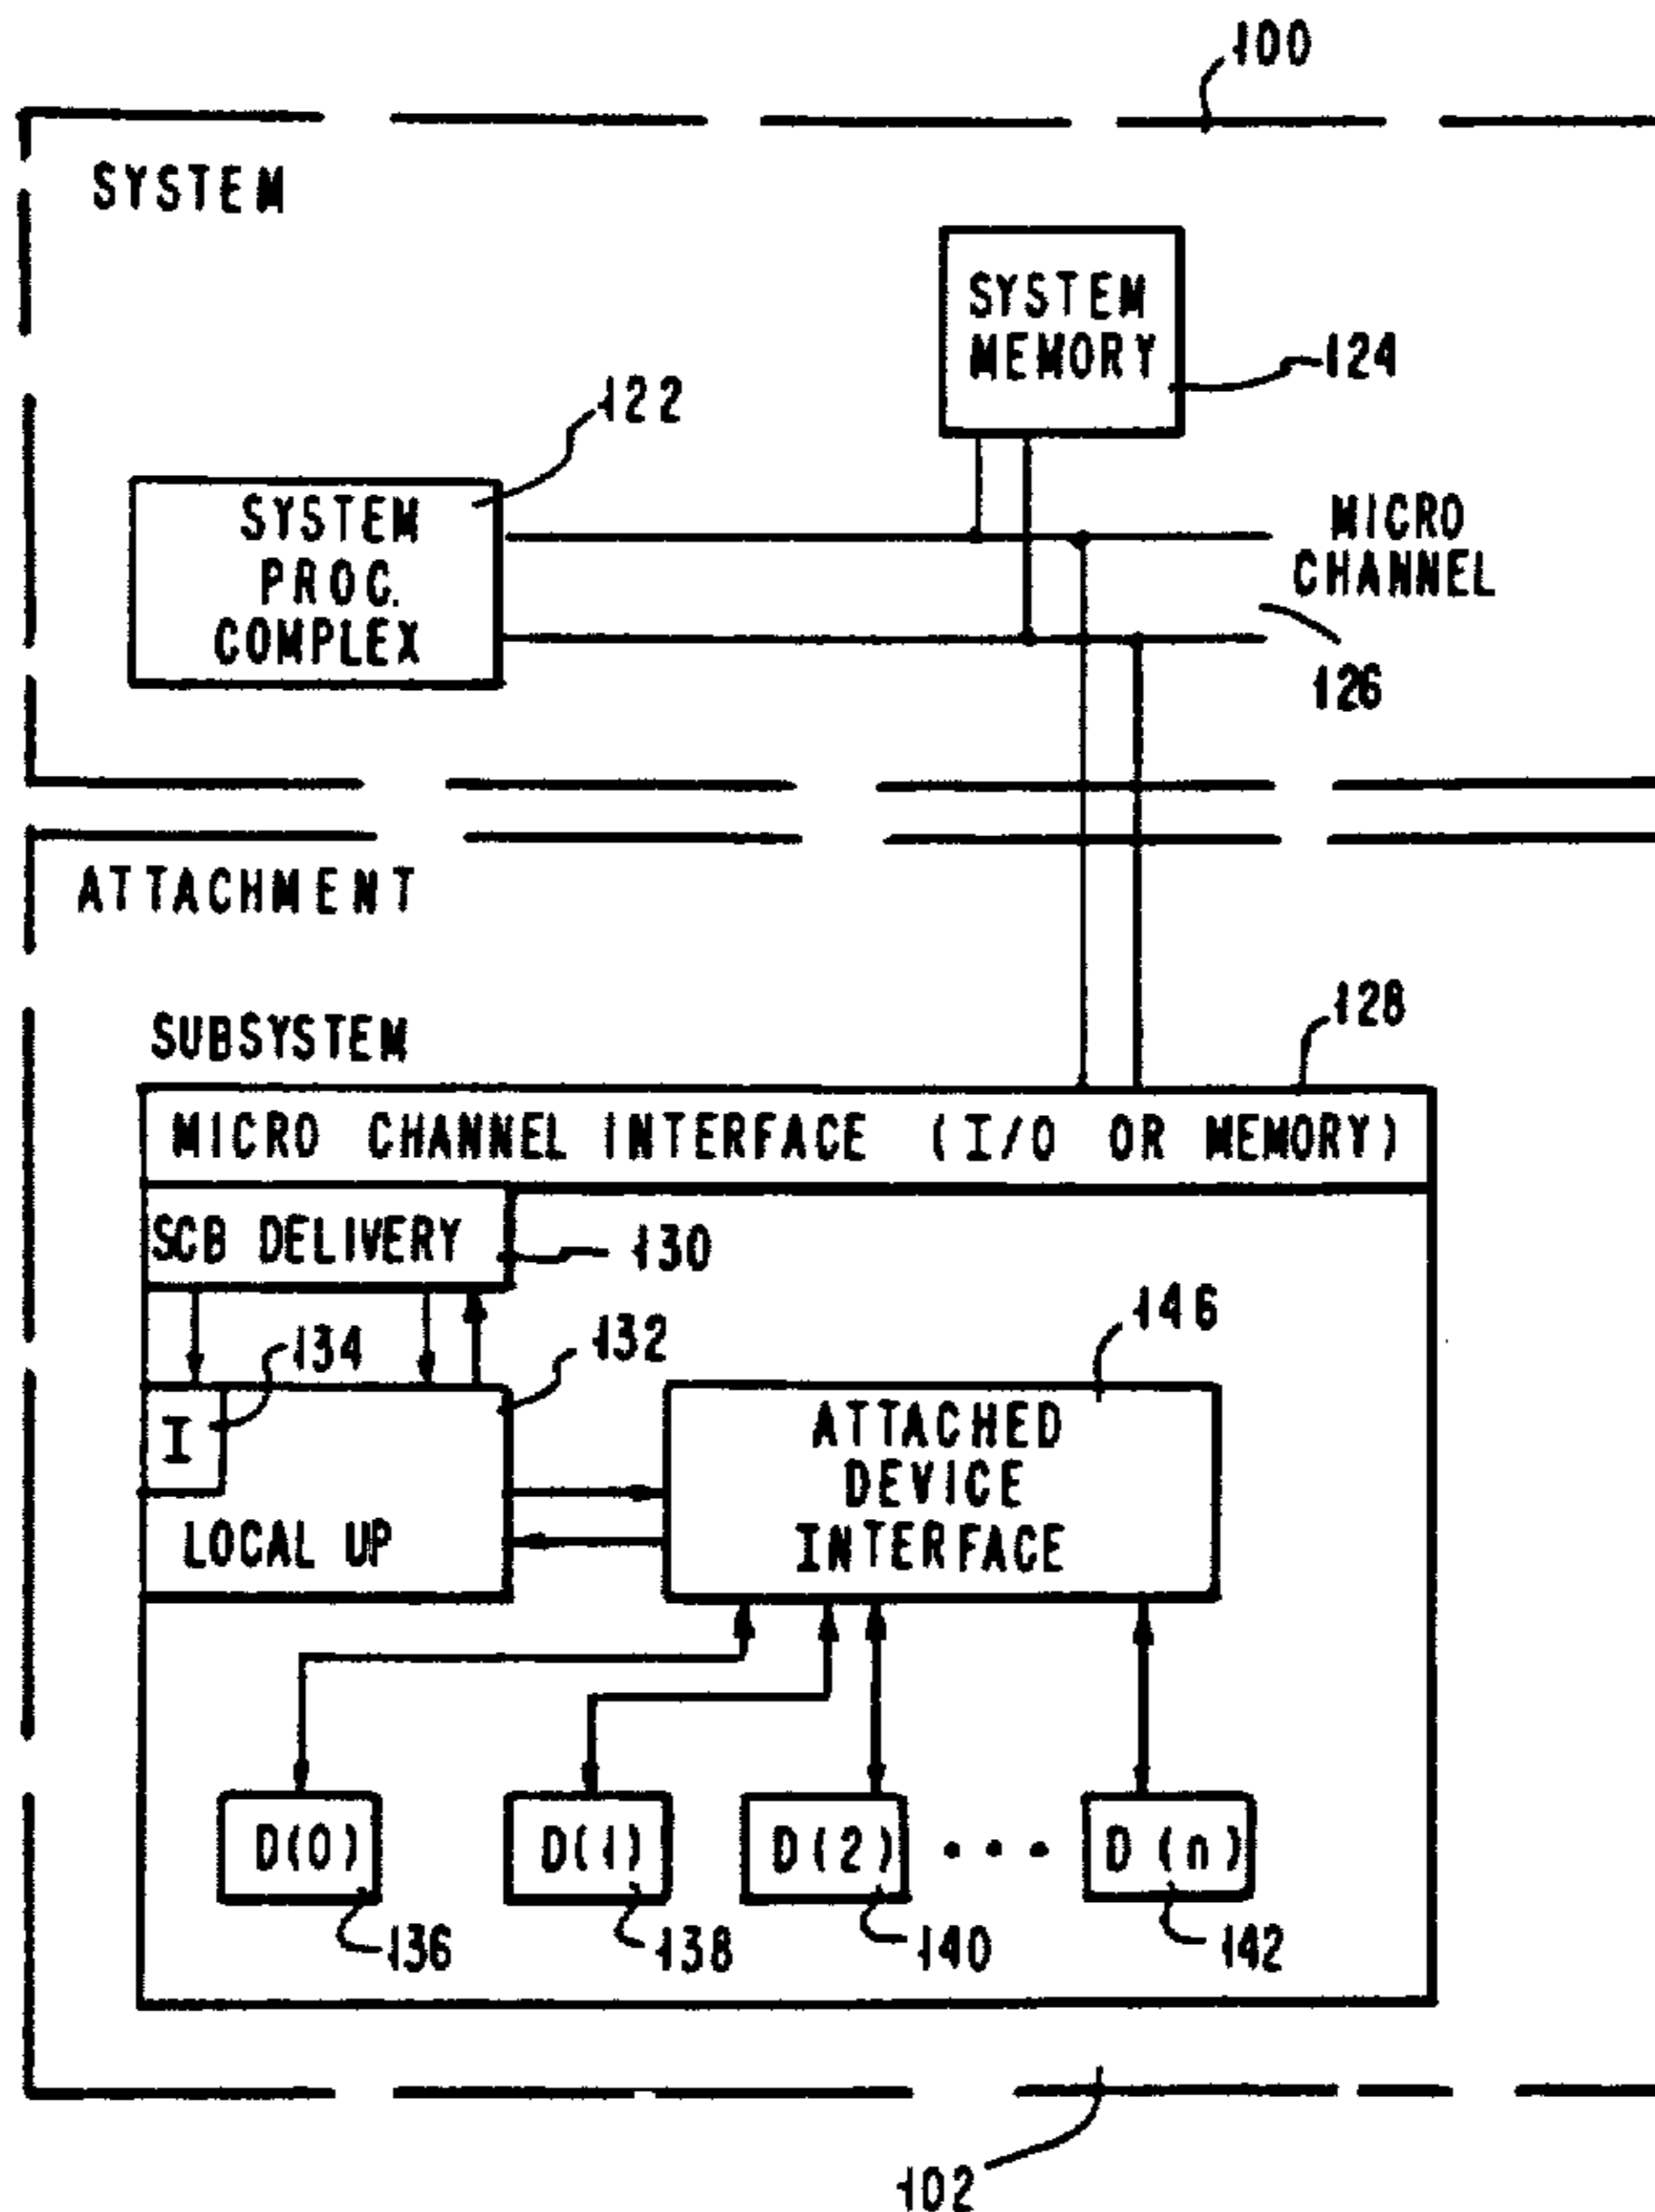 100
SYSTEM
SYSTEM
MEMORY
124
122
SYSTEM
PROC.
COMPLEX
MICRO
CHANNEL
126
ATTACHMENT
SUBSYSTEM
128
MICRO CHANNEL INTERFACE (I/O OR MEMORY)
SCB DELIVERY
130
134
132
146
I
LOCAL UP
ATTACHED
DEVICE
INTERFACE
D(0)
D(1)
D(2)
• • •
D(n)
136
138
140
142
102